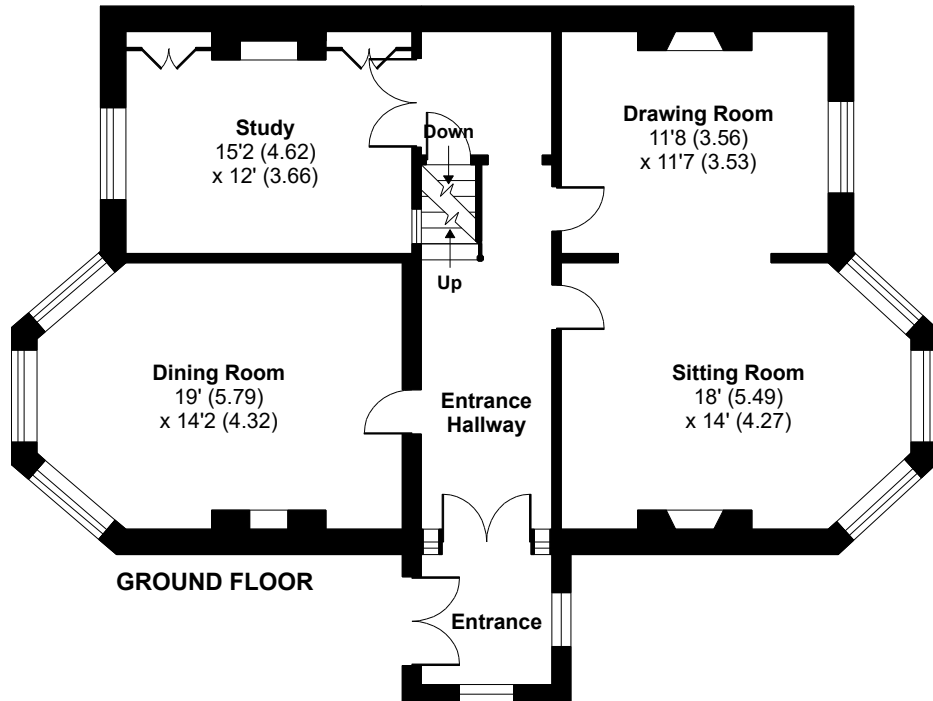 Study
15'2 (4.62)
x 12' (3.66)
Down
Up
Drawing Room
11'8 (3.56)
x 11'7 (3.53)
Dining Room
19' (5.79)
x 14'2 (4.32)
Entrance
Hallway
Sitting Room
18' (5.49)
x 14' (4.27)
GROUND FLOOR
Entrance